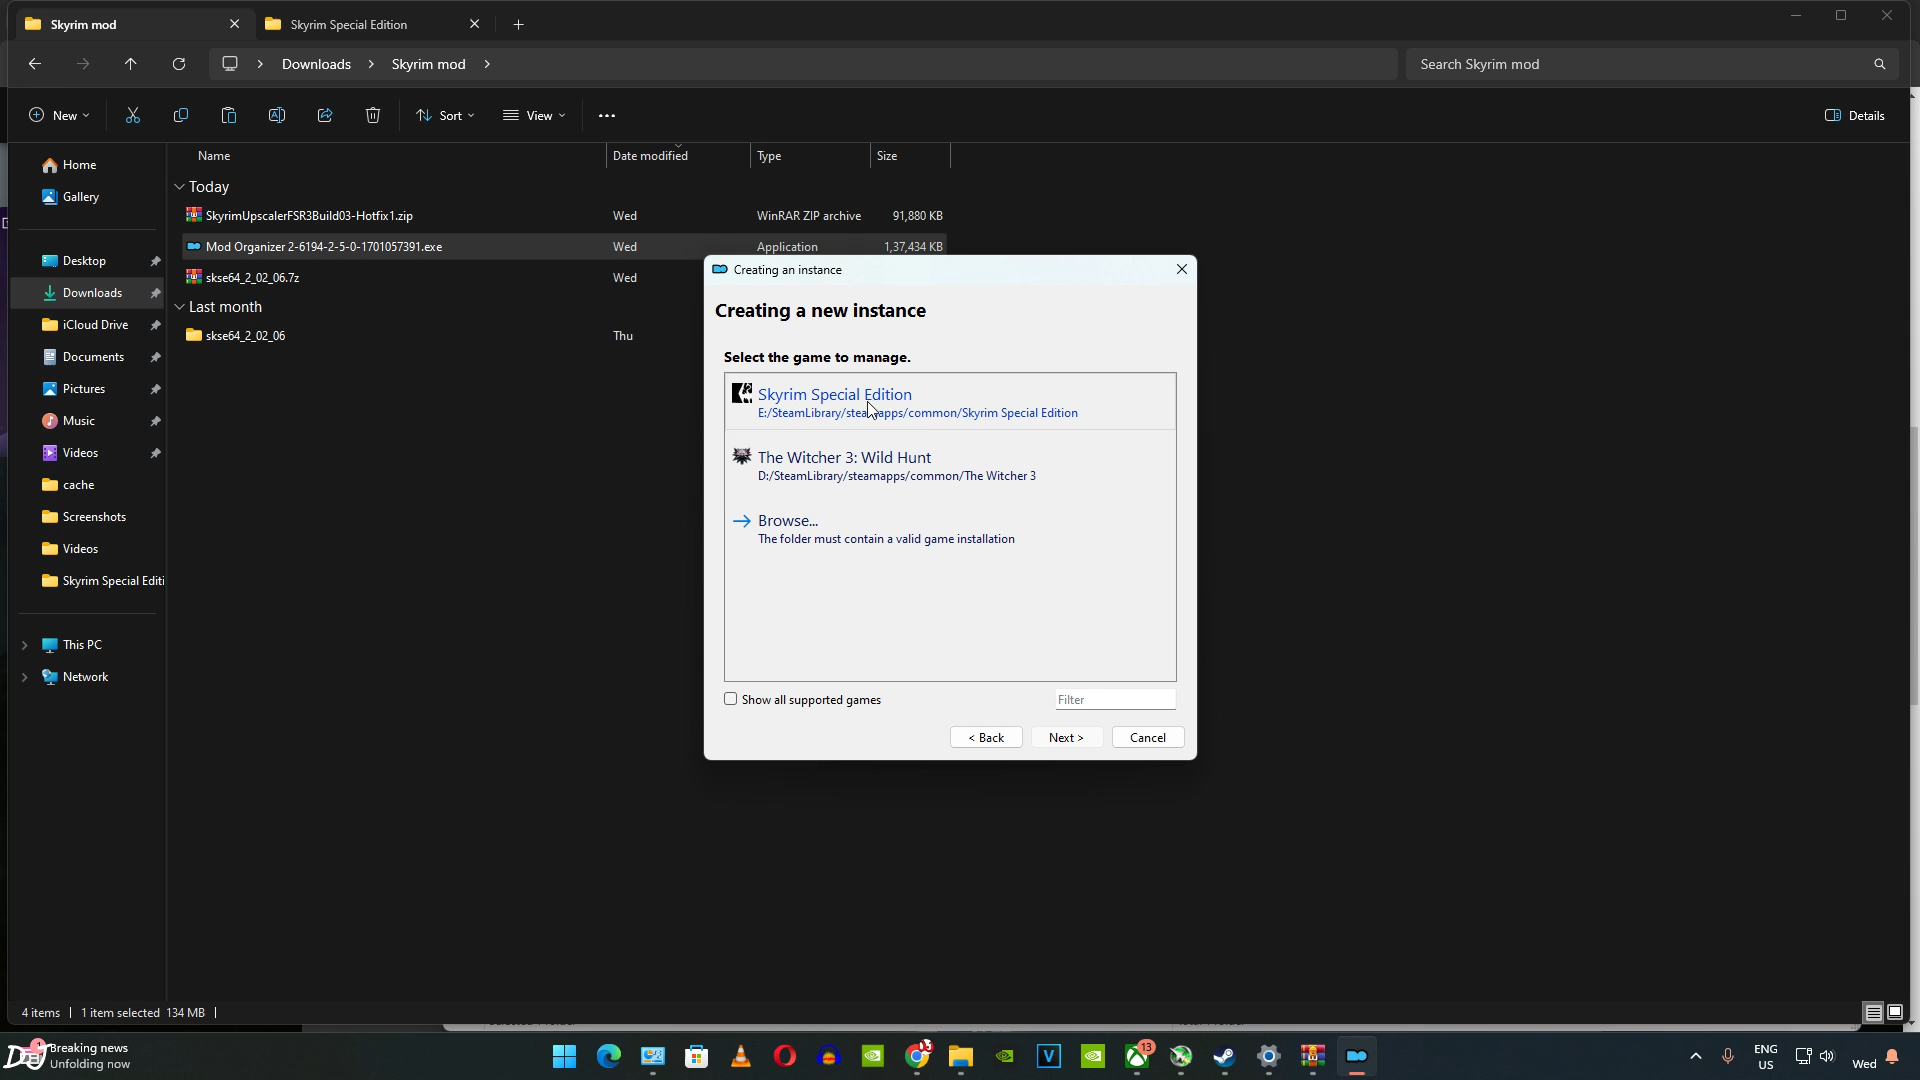 Skyrim mod
Skyrim Special Edition
Downloads
Skyrim mod
Search Skyrim mod
New
Sort
View
Details
Name
Date modified
Type
Size
Home
Gallery
Desktop
Downloads
iCloud Drive
Documents
Pictures
Music
Videos
cache
Screenshots
Videos
Skyrim Special Editi
This PC
Network
Today
SkyrimUpscalerFSR3Build03-Hotfix1.zip
Wed
WinRAR ZIP archive
91,880 KB
Mod Organizer 2-6194-2-5-0-1701057391.exe
Wed
Application
1,37,434 KB
skse64_2_02_06.7z
Wed
Last month
skse64_2_02_06
Thu
Creating an instance
Creating a new instance
Select the game to manage.
Skyrim Special Edition
E:/SteamLibrary/steamapps/common/Skyrim Special Edition
The Witcher 3: Wild Hunt
D:/SteamLibrary/steamapps/common/The Witcher 3
Browse...
The folder must contain a valid game installation
Show all supported games
Filter
< Back
Next >
Cancel
4 items
1 item selected 134 MB
Breaking news
Unfolding now
13
ENG
US
Wed